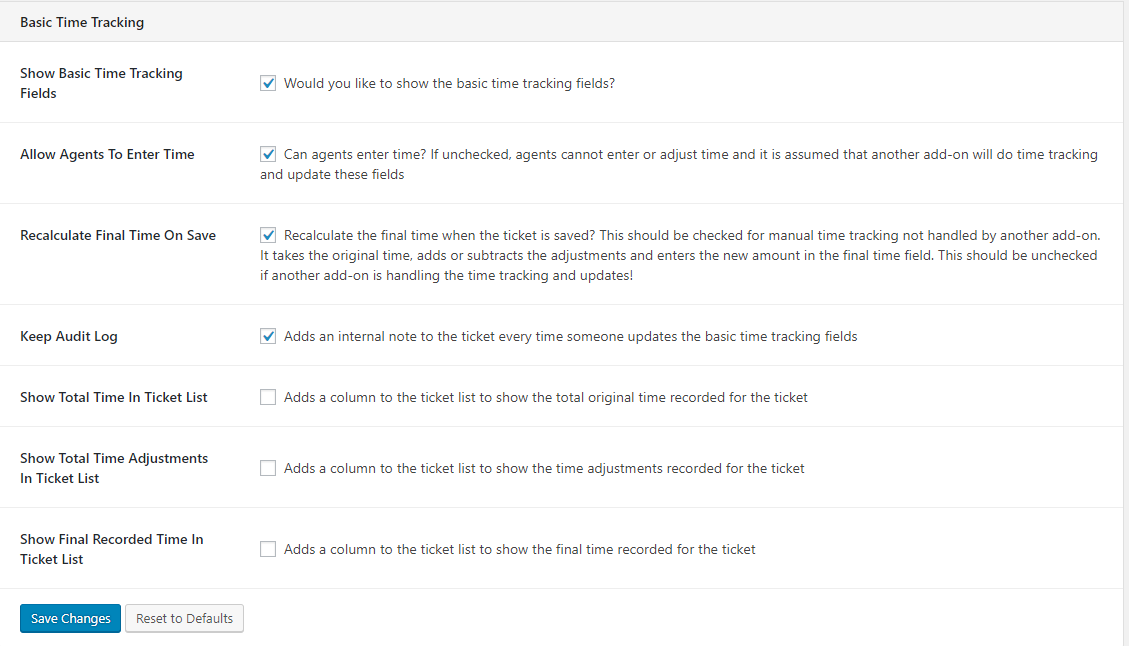 Basic Time Tracking
Show Basic Time Tracking
Fields
Would you like to show the basic time tracking fields?
Allow Agents To Enter Time
Can agents enter time? If unchecked, agents cannot enter or adjust time and it is assumed that another add-on will do time tracking
and update these fields
Recalculate Final Time On Save
Recalculate the final time when the ticket is saved? This should be checked for manual time tracking not handled by another add-on.
It takes the original time, adds or subtracts the adjustments and enters the new amount in the final time field. This should be unchecked
if another add-on is handling the time tracking and updates!
Keep Audit Log
Adds an internal note to the ticket every time someone updates the basic time tracking fields
Show Total Time In Ticket List
Adds a column to the ticket list to show the total original time recorded for the ticket
Show Total Time Adjustments
In Ticket List
Adds a column to the ticket list to show the time adjustments recorded for the ticket
Show Final Recorded Time In
Ticket List
Adds a column to the ticket list to show the final time recorded for the ticket
Save Changes
Reset to Defaults